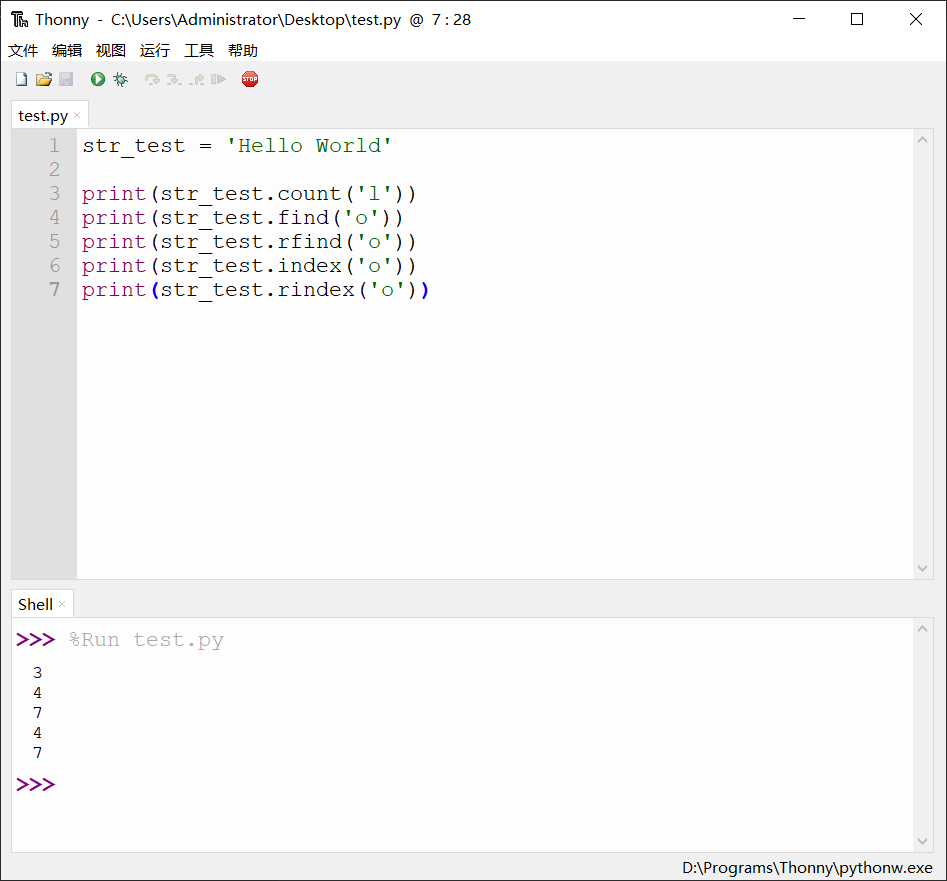 Thonny - C:\Users\Administrator\Desktop\test.py @ 7 : 28
文件 编辑 视图 运行 工具 帮助
STOP
test.py ×
1 str_test = 'Hello World'
2
3 print(str_test.count('l'))
4 print(str_test.find('o'))
5 print(str_test.rfind('o'))
6 print(str_test.index('o'))
7 print(str_test.rindex('o'))
Shell ×
>>> %Run test.py
3
4
7
4
7
>>>
D:\Programs\Thonny\pythonw.exe